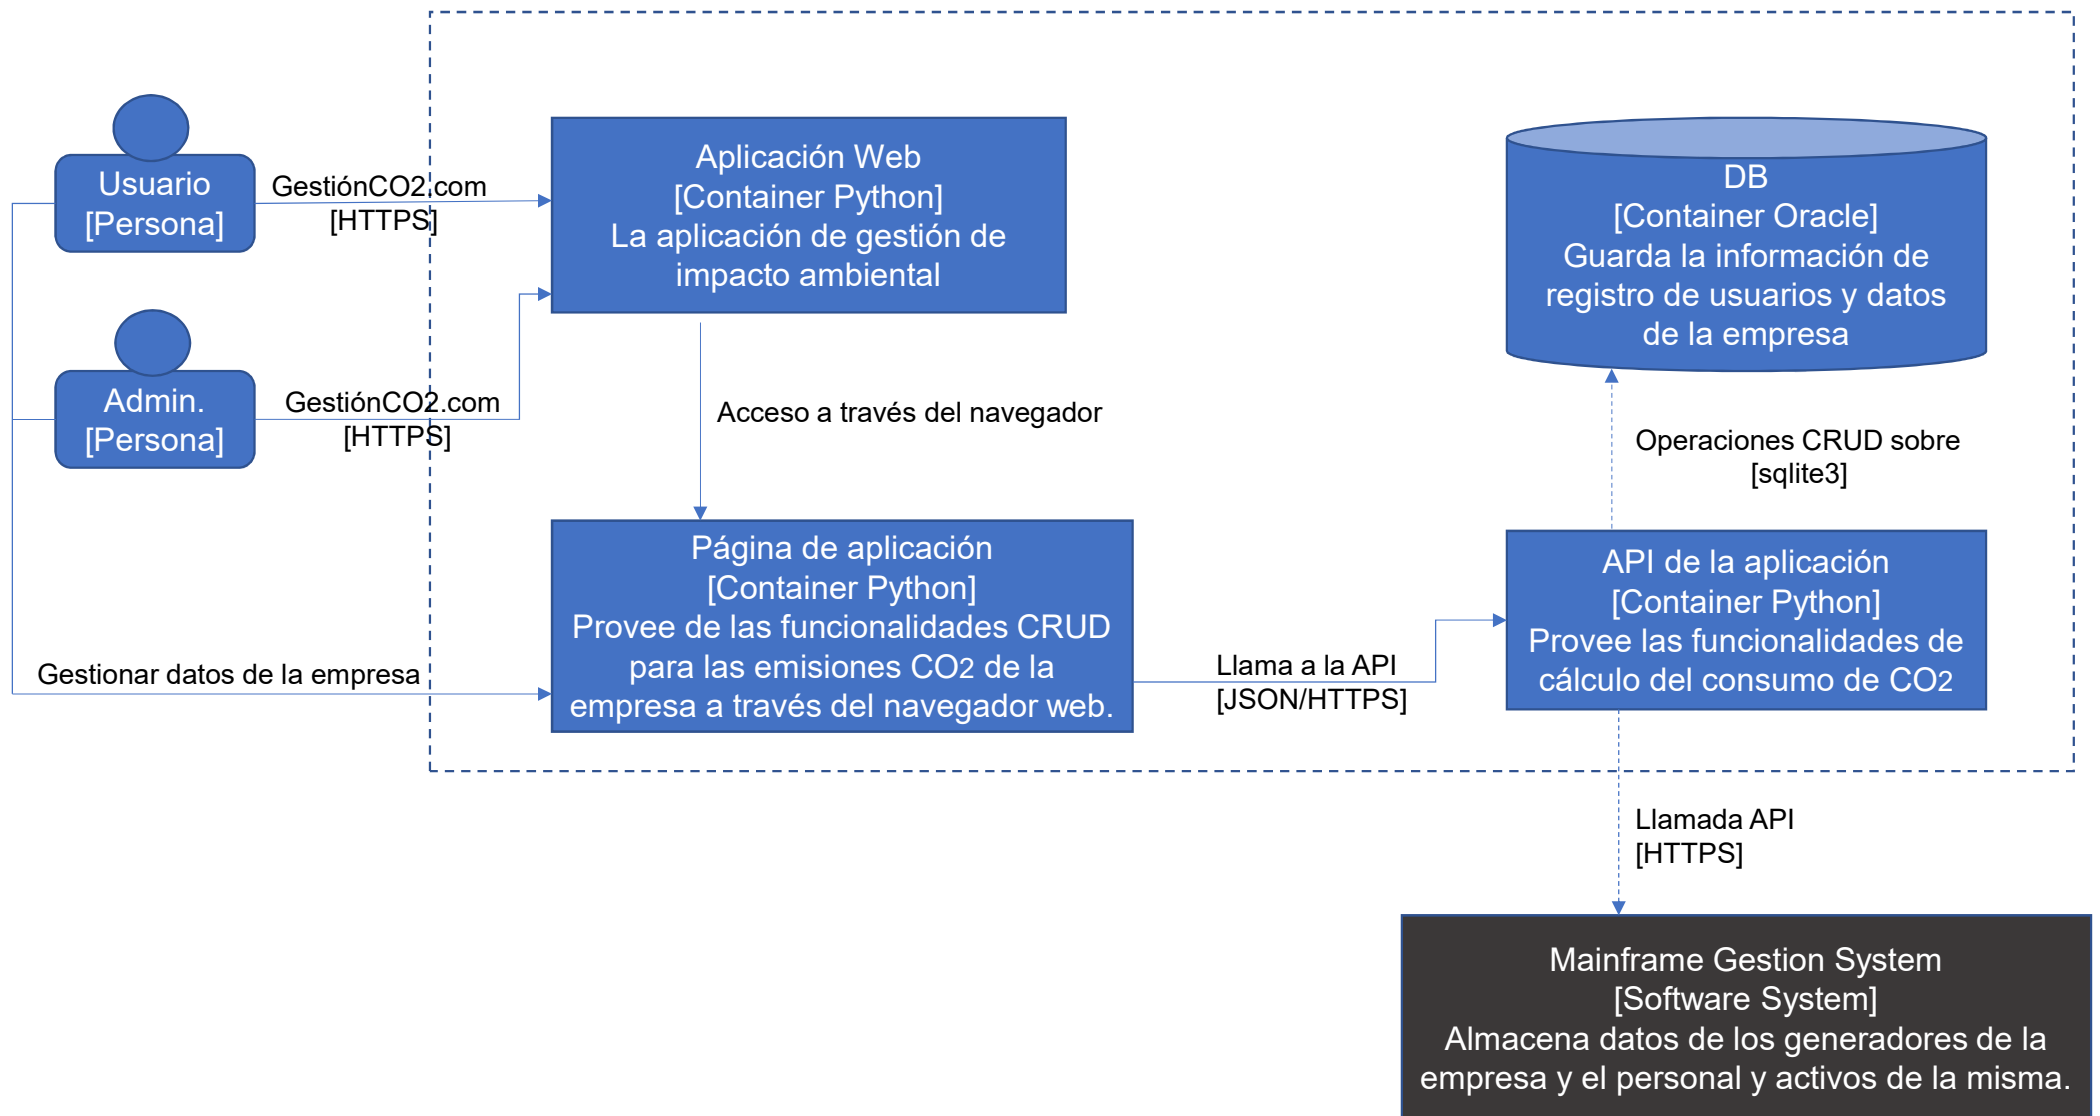 Usuario
[Persona]
GestiónCO2.com
[HTTPS]
Aplicación Web
[Container Python]
La aplicación de gestión de
impacto ambiental
DB
[Container Oracle]
Guarda la información de
registro de usuarios y datos
de la empresa
Admin.
[Persona]
GestiónCO2.com
[HTTPS]
Acceso a través del navegador
Operaciones CRUD sobre
[sqlite3]
Página de aplicación
[Container Python]
Provee de las funcionalidades CRUD
para las emisiones CO2 de la
empresa a través del navegador web.
Gestionar datos de la empresa
Llama a la API
[JSON/HTTPS]
API de la aplicación
[Container Python]
Provee las funcionalidades de
cálculo del consumo de CO2
Llamada API
[HTTPS]
Mainframe Gestion System
[Software System]
Almacena datos de los generadores de la
empresa y el personal y activos de la misma.